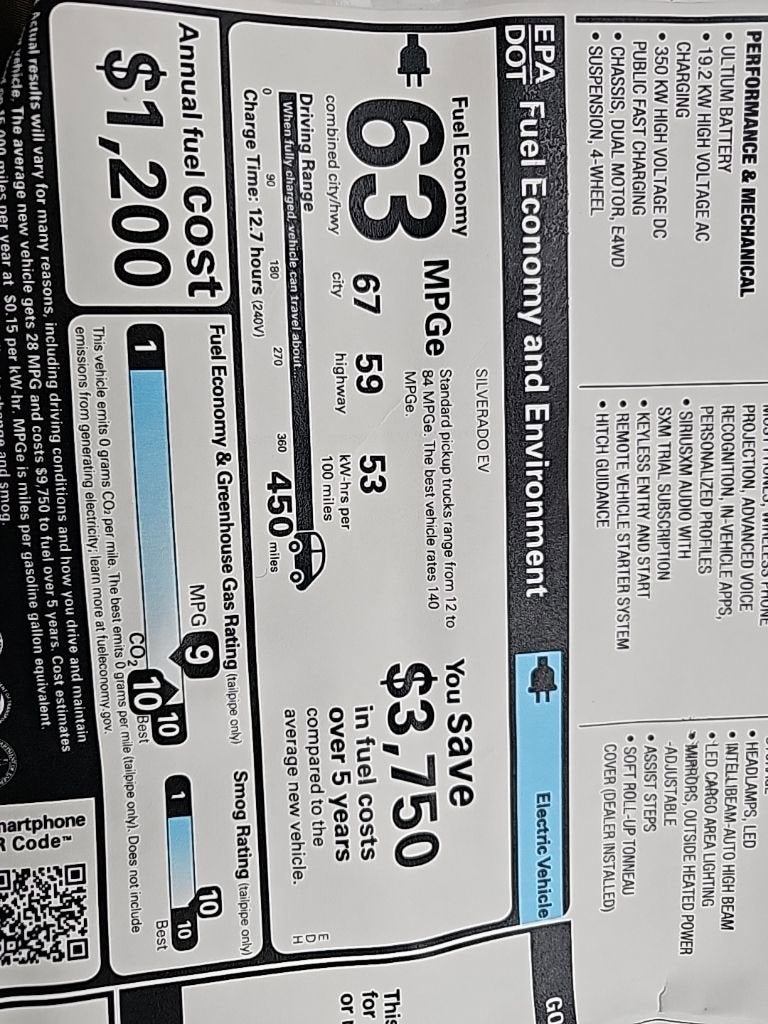 PERFORMANCE & MECHANICAL
• ULTIUM BATTERY
• 19.2 KW HIGH VOLTAGE AC
CHARGING
• 350 KW HIGH VOLTAGE DC
PUBLIC FAST CHARGING
• CHASSIS, DUAL MOTOR, E4WD
• SUSPENSION, 4-WHEEL
PROJECTION, ADVANCED VOICE
RECOGNITION, IN-VEHICLE APPS,
PERSONALIZED PROFILES
• SIRIUSXM AUDIO WITH
SXM TRIAL SUBSCRIPTION
• KEYLESS ENTRY AND START
• REMOTE VEHICLE STARTER SYSTEM
• HITCH GUIDANCE
• HEADLAMPS, LED
• INTELLIBEAM-AUTO HIGH BEAM
• LED CARGO AREA LIGHTING
• MIRRORS, OUTSIDE HEATED POWER
-ADJUSTABLE
• ASSIST STEPS
• SOFT ROLL-UP TONNEAU
COVER (DEALER INSTALLED)
EPA
DOT
Fuel Economy and Environment
Electric Vehicle
GO
SILVERADO EV
Fuel Economy
63 MPGe
Standard pickup trucks range from 12 to
84 MPGe. The best vehicle rates 140
MPGe.
combined city/hwy
67
city
59
highway
53
kW-hrs per
100 miles
Driving Range
When fully charged, vehicle can travel about...
0 90 180 270 360 450 miles
Charge Time: 12.7 hours (240V)
You save
$3,750
in fuel costs
over 5 years
compared to the
average new vehicle.
E
D
H
This
for
or
Annual fuel cost
$1,200
Fuel Economy & Greenhouse Gas Rating (tailpipe only)
MPG 9
1
10
CO₂ 10
Best
This vehicle emits 0 grams CO₂ per mile. The best emits 0 grams per mile (tailpipe only). Does not include
emissions from generating electricity; learn more at fueleconomy.gov.
Smog Rating (tailpipe only)
10
1
10
Best
Actual results will vary for many reasons, including driving conditions and how you drive and maintain
vehicle. The average new vehicle gets 28 MPG and costs $9,750 to fuel over 5 years. Cost estimates
15,000 miles per year at $0.15 per kW-hr. MPGe is miles per gasoline gallon equivalent.
and smog.
artphone
Code™